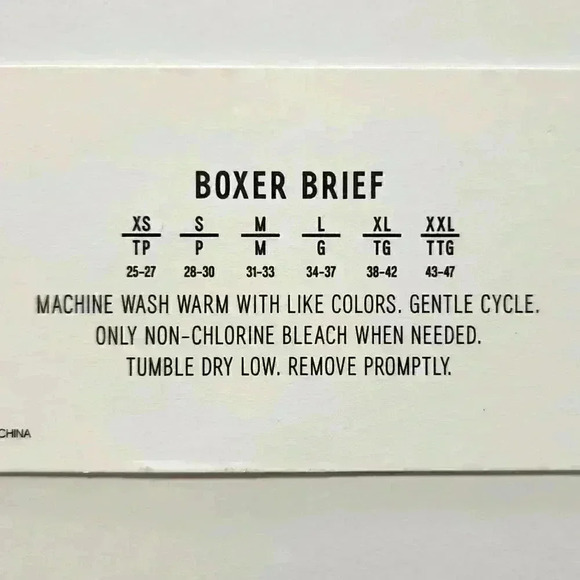 BOXER BRIEF
XS S M L XL XXL
TP P M G TG TTG
25-27 28-30 31-33 34-37 38-42 43-47
MACHINE WASH WARM WITH LIKE COLORS. GENTLE CYCLE.
ONLY NON-CHLORINE BLEACH WHEN NEEDED.
TUMBLE DRY LOW. REMOVE PROMPTLY.
CHINA